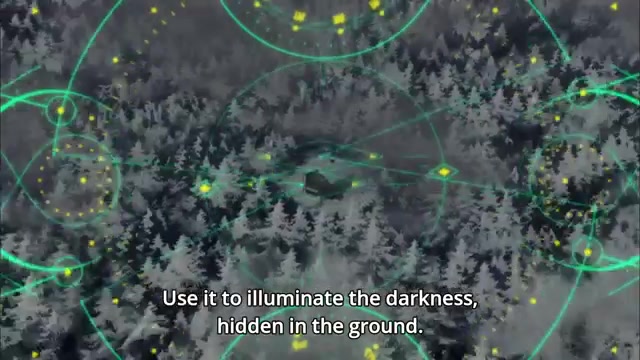 Use it to illuminate the darkness,
hidden in the ground.